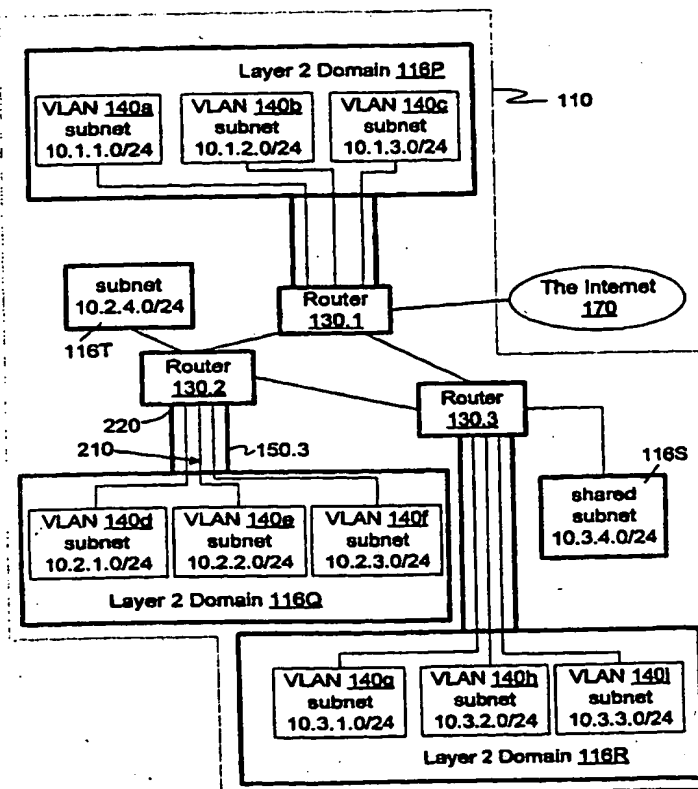 Layer 2 Domain 116P
VLAN 140a
subnet
10.1.1.0/24
VLAN 140b
subnet
10.1.2.0/24
VLAN 140c
subnet
10.1.3.0/24
110
subnet
10.2.4.0/24
116T
Router
130.1
The Internet
170
Router
130.2
Router
130.3
220
210
150.3
116S
shared
subnet
10.3.4.0/24
VLAN 140d
subnet
10.2.1.0/24
VLAN 140e
subnet
10.2.2.0/24
VLAN 140f
subnet
10.2.3.0/24
Layer 2 Domain 116Q
VLAN 140g
subnet
10.3.1.0/24
VLAN 140h
subnet
10.3.2.0/24
VLAN 140i
subnet
10.3.3.0/24
Layer 2 Domain 116R